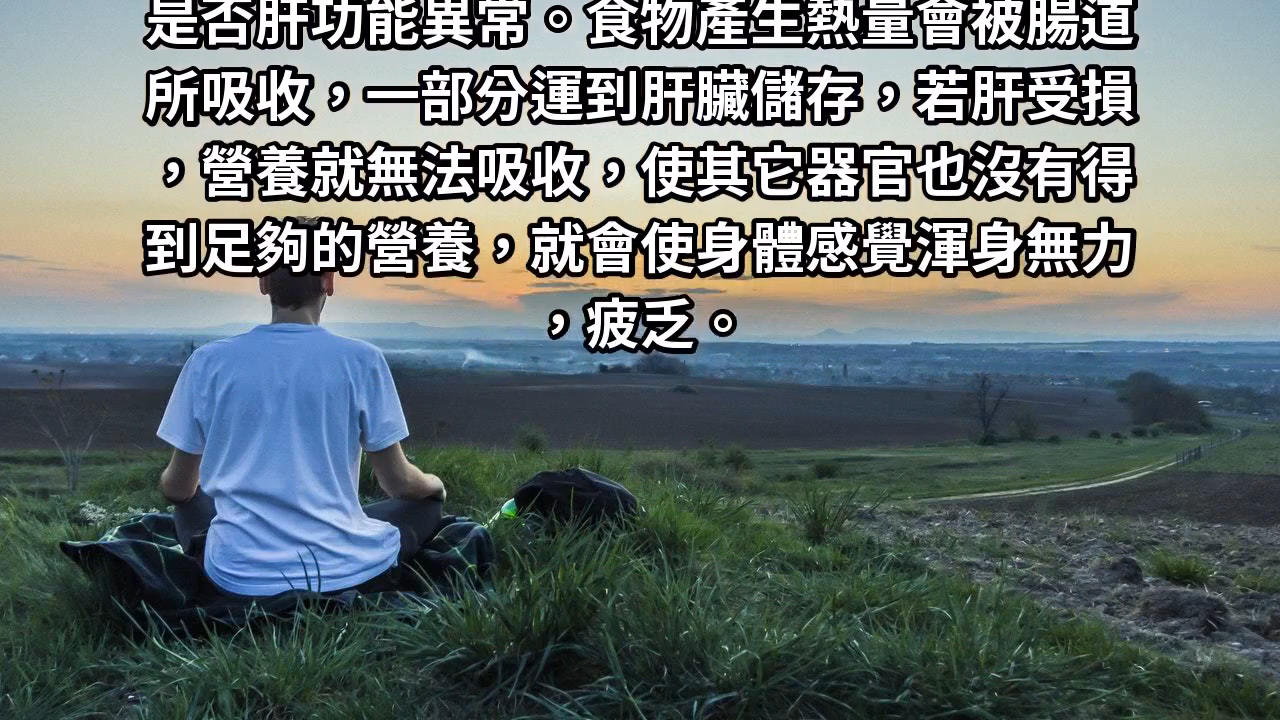 是否肝功能異常。食物產生熱量會被腸道
所吸收，一部分運到肝臟儲存，若肝受損
，營養就無法吸收，使其它器官也沒有得
到足夠的營養，就會使身體感覺渾身無力
，疲乏。